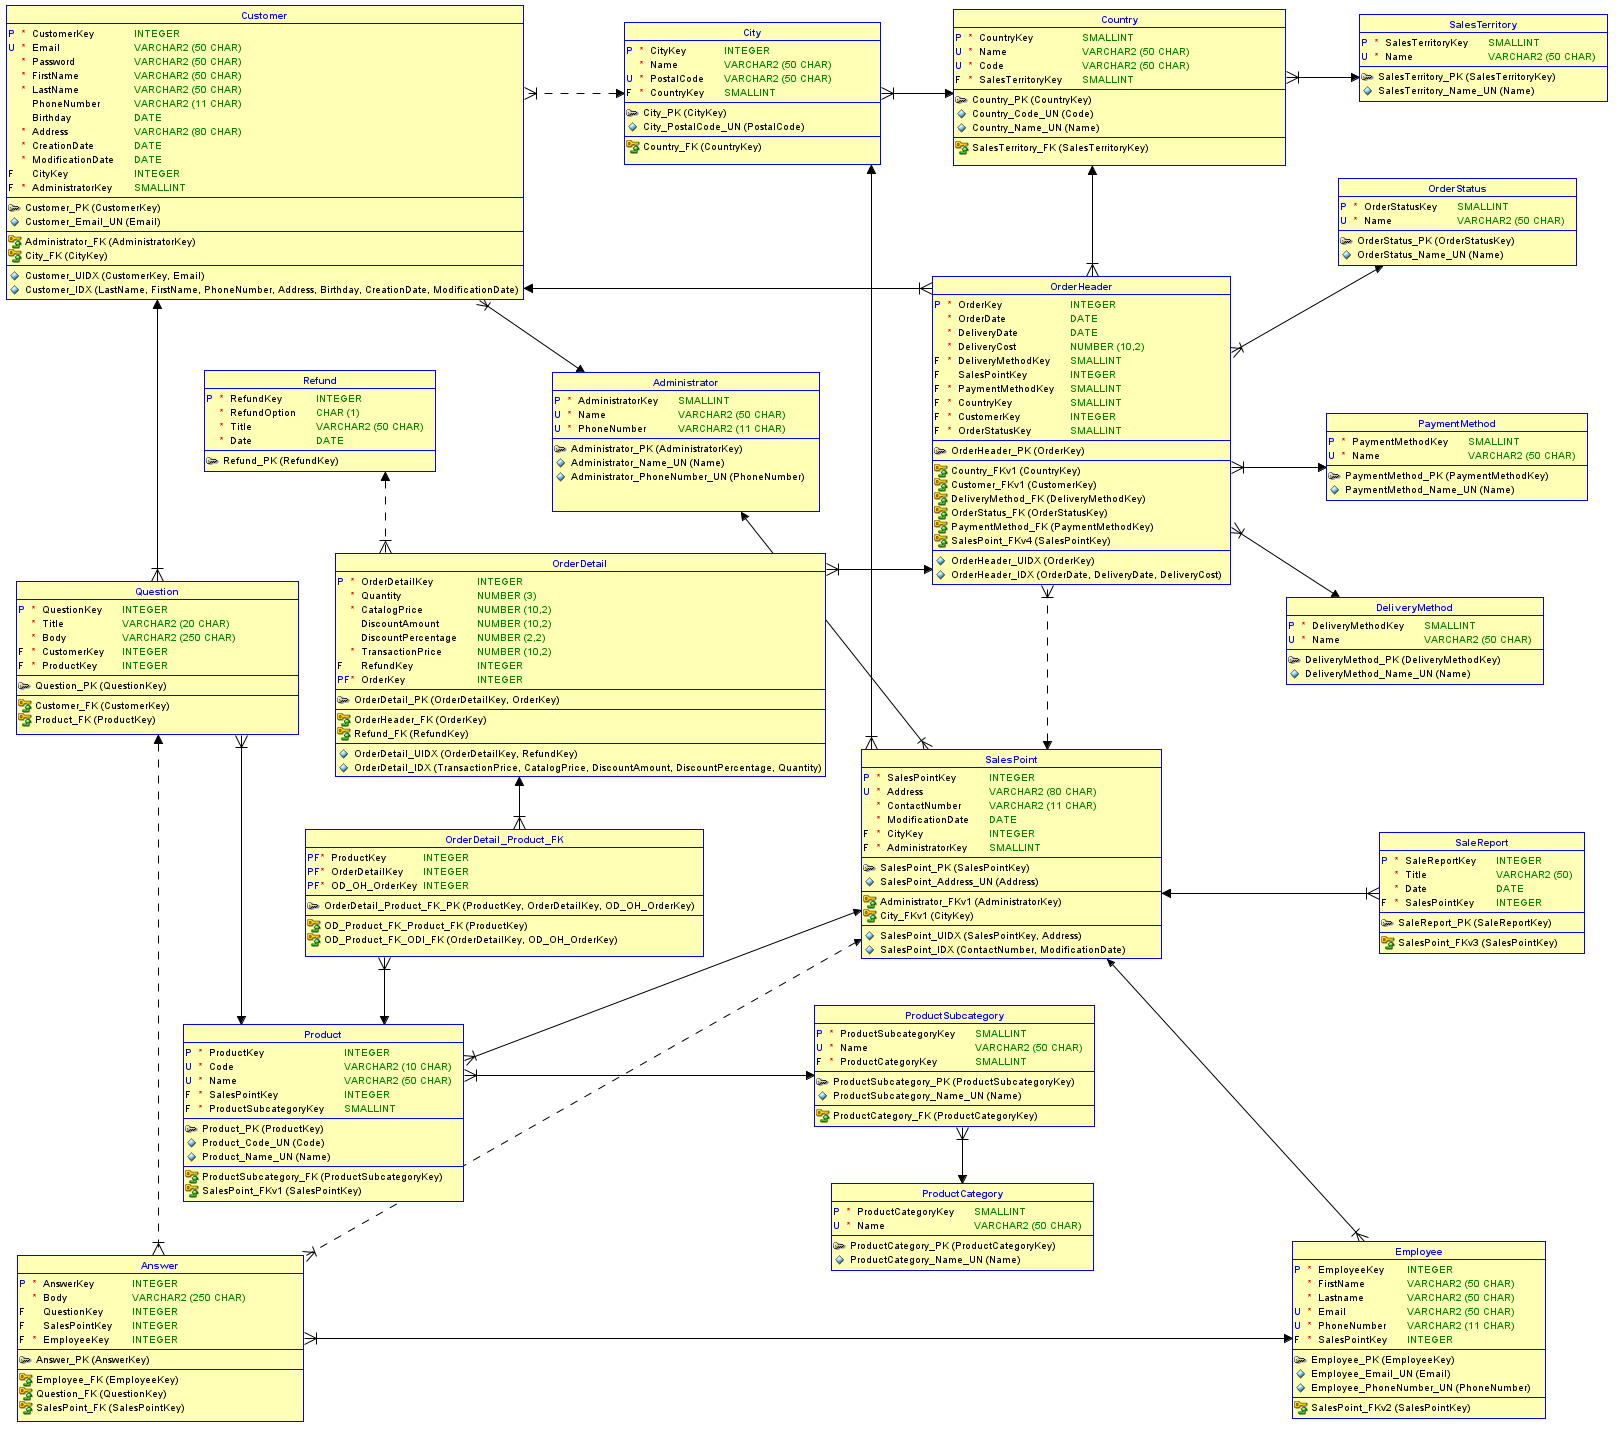 Customer
P * CustomerKey INTEGER
U * Email VARCHAR2 (50 CHAR)
* Password VARCHAR2 (50 CHAR)
* FirstName VARCHAR2 (50 CHAR)
* LastName VARCHAR2 (50 CHAR)
PhoneNumber VARCHAR2 (11 CHAR)
Birthday DATE
* Address VARCHAR2 (80 CHAR)
* CreationDate DATE
* ModificationDate DATE
F CityKey INTEGER
F * AdministratorKey SMALLINT
Customer_PK (CustomerKey)
Customer_Email_UN (Email)
Administrator_FK (AdministratorKey)
City_FK (CityKey)
Customer_UIDX (CustomerKey, Email)
Customer_IDX (LastName, FirstName, PhoneNumber, Address, Birthday, CreationDate, ModificationDate)
City
P * CityKey INTEGER
* Name VARCHAR2 (50 CHAR)
U * PostalCode VARCHAR2 (50 CHAR)
F * CountryKey SMALLINT
City_PK (CityKey)
City_PostalCode_UN (PostalCode)
Country_FK (CountryKey)
Country
P * CountryKey SMALLINT
U * Name VARCHAR2 (50 CHAR)
U * Code VARCHAR2 (50 CHAR)
F * SalesTerritoryKey SMALLINT
Country_PK (CountryKey)
Country_Code_UN (Code)
Country_Name_UN (Name)
SalesTerritory_FK (SalesTerritoryKey)
SalesTerritory
P * SalesTerritoryKey SMALLINT
U * Name VARCHAR2 (50 CHAR)
SalesTerritory_PK (SalesTerritoryKey)
SalesTerritory_Name_UN (Name)
OrderStatus
P * OrderStatusKey SMALLINT
U * Name VARCHAR2 (50 CHAR)
OrderStatus_PK (OrderStatusKey)
OrderStatus_Name_UN (Name)
OrderHeader
P * OrderKey INTEGER
* OrderDate DATE
* DeliveryDate DATE
* DeliveryCost NUMBER (10,2)
F * DeliveryMethodKey SMALLINT
F SalesPointKey INTEGER
F * PaymentMethodKey SMALLINT
F * CountryKey SMALLINT
F * CustomerKey INTEGER
F * OrderStatusKey SMALLINT
OrderHeader_PK (OrderKey)
Country_FKv1 (CountryKey)
Customer_FKv1 (CustomerKey)
DeliveryMethod_FK (DeliveryMethodKey)
OrderStatus_FK (OrderStatusKey)
PaymentMethod_FK (PaymentMethodKey)
SalesPoint_FKv4 (SalesPointKey)
OrderHeader_UIDX (OrderKey)
OrderHeader_IDX (OrderDate, DeliveryDate, DeliveryCost)
Refund
P * RefundKey INTEGER
* RefundOption CHAR (1)
* Title VARCHAR2 (50 CHAR)
* Date DATE
Refund_PK (RefundKey)
Administrator
P * AdministratorKey SMALLINT
U * Name VARCHAR2 (50 CHAR)
U * PhoneNumber VARCHAR2 (11 CHAR)
Administrator_PK (AdministratorKey)
Administrator_Name_UN (Name)
Administrator_PhoneNumber_UN (PhoneNumber)
PaymentMethod
P * PaymentMethodKey SMALLINT
U * Name VARCHAR2 (50 CHAR)
PaymentMethod_PK (PaymentMethodKey)
PaymentMethod_Name_UN (Name)
DeliveryMethod
P * DeliveryMethodKey SMALLINT
U * Name VARCHAR2 (50 CHAR)
DeliveryMethod_PK (DeliveryMethodKey)
DeliveryMethod_Name_UN (Name)
Question
P * QuestionKey INTEGER
* Title VARCHAR2 (20 CHAR)
* Body VARCHAR2 (250 CHAR)
F * CustomerKey INTEGER
F * ProductKey INTEGER
Question_PK (QuestionKey)
Customer_FK (CustomerKey)
Product_FK (ProductKey)
OrderDetail
P * OrderDetailKey INTEGER
* Quantity NUMBER (3)
* CatalogPrice NUMBER (10,2)
DiscountAmount NUMBER (10,2)
DiscountPercentage NUMBER (2,2)
* TransactionPrice NUMBER (10,2)
F RefundKey INTEGER
PF* OrderKey INTEGER
OrderDetail_PK (OrderDetailKey, OrderKey)
OrderHeader_FK (OrderKey)
Refund_FK (RefundKey)
OrderDetail_UIDX (OrderDetailKey, RefundKey)
OrderDetail_IDX (TransactionPrice, CatalogPrice, DiscountAmount, DiscountPercentage, Quantity)
OrderDetail_Product_FK
PF* ProductKey INTEGER
PF* OrderDetailKey INTEGER
PF* OD_OH_OrderKey INTEGER
OrderDetail_Product_FK_PK (ProductKey, OrderDetailKey, OD_OH_OrderKey)
OD_Product_FK_Product_FK (ProductKey)
OD_Product_FK_ODI_FK (OrderDetailKey, OD_OH_OrderKey)
SalesPoint
P * SalesPointKey INTEGER
U * Address VARCHAR2 (80 CHAR)
* ContactNumber VARCHAR2 (11 CHAR)
* ModificationDate DATE
F * CityKey INTEGER
F * AdministratorKey SMALLINT
SalesPoint_PK (SalesPointKey)
SalesPoint_Address_UN (Address)
Administrator_FKv1 (AdministratorKey)
City_FKv1 (CityKey)
SalesPoint_UIDX (SalesPointKey, Address)
SalesPoint_IDX (ContactNumber, ModificationDate)
SaleReport
P * SaleReportKey INTEGER
* Title VARCHAR2 (50)
* Date DATE
F * SalesPointKey INTEGER
SaleReport_PK (SaleReportKey)
SalesPoint_FKv3 (SalesPointKey)
Product
P * ProductKey INTEGER
U * Code VARCHAR2 (10 CHAR)
U * Name VARCHAR2 (50 CHAR)
F * SalesPointKey INTEGER
F * ProductSubcategoryKey SMALLINT
Product_PK (ProductKey)
Product_Code_UN (Code)
Product_Name_UN (Name)
ProductSubcategory_FK (ProductSubcategoryKey)
SalesPoint_FKv1 (SalesPointKey)
ProductSubcategory
P * ProductSubcategoryKey SMALLINT
U * Name VARCHAR2 (50 CHAR)
F * ProductCategoryKey SMALLINT
ProductSubcategory_PK (ProductSubcategoryKey)
ProductSubcategory_Name_UN (Name)
ProductCategory_FK (ProductCategoryKey)
ProductCategory
P * ProductCategoryKey SMALLINT
U * Name VARCHAR2 (50 CHAR)
ProductCategory_PK (ProductCategoryKey)
ProductCategory_Name_UN (Name)
Answer
P * AnswerKey INTEGER
* Body VARCHAR2 (250 CHAR)
F QuestionKey INTEGER
F SalesPointKey INTEGER
F * EmployeeKey INTEGER
Answer_PK (AnswerKey)
Employee_FK (EmployeeKey)
Question_FK (QuestionKey)
SalesPoint_FK (SalesPointKey)
Employee
P * EmployeeKey INTEGER
* FirstName VARCHAR2 (50 CHAR)
* Lastname VARCHAR2 (50 CHAR)
U * Email VARCHAR2 (50 CHAR)
U * PhoneNumber VARCHAR2 (11 CHAR)
F * SalesPointKey INTEGER
Employee_PK (EmployeeKey)
Employee_Email_UN (Email)
Employee_PhoneNumber_UN (PhoneNumber)
SalesPoint_FKv2 (SalesPointKey)